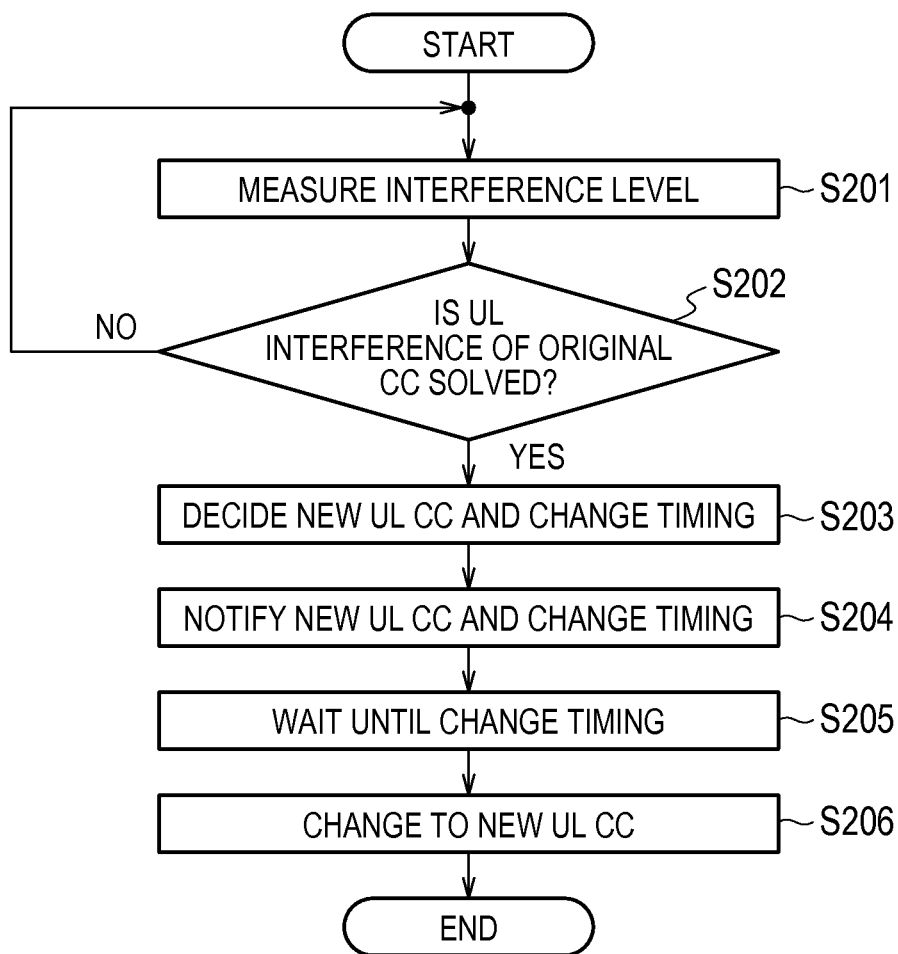 START
MEASURE INTERFERENCE LEVEL
S201
S202
IS UL
INTERFERENCE OF ORIGINAL
CC SOLVED?
NO
YES
DECIDE NEW UL CC AND CHANGE TIMING
S203
NOTIFY NEW UL CC AND CHANGE TIMING
S204
WAIT UNTIL CHANGE TIMING
S205
CHANGE TO NEW UL CC
S206
END